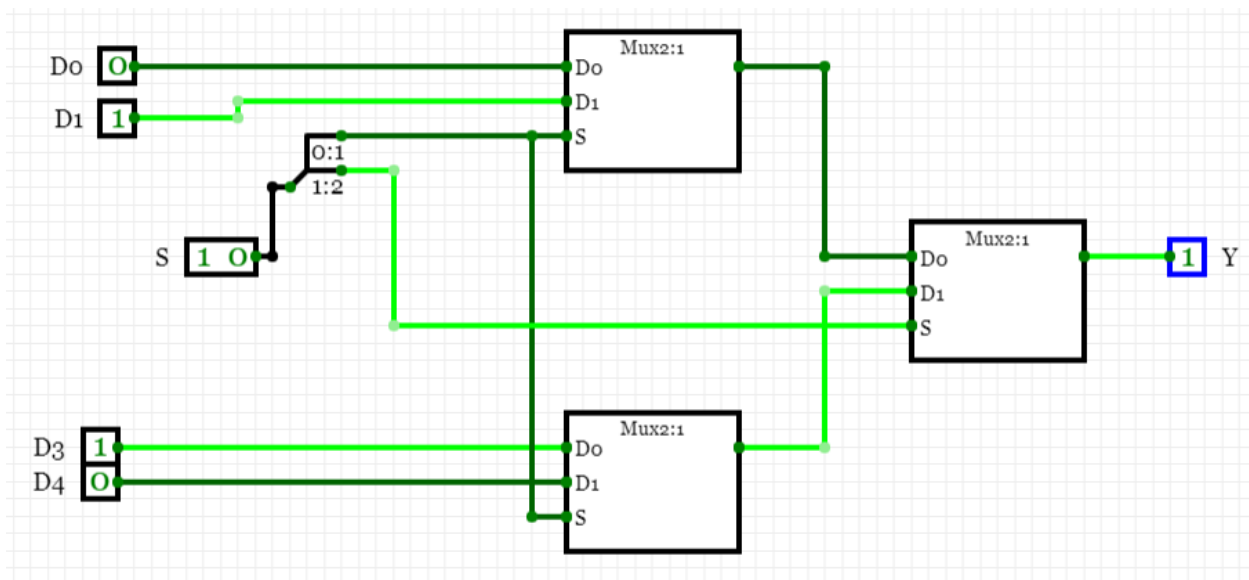 Mux2:1
D0 0 D0
D1 1 D1
S
0:1
1:2
S 1 0
Mux2:1
D0 1 Y
D1
S
Mux2:1
D3 1 D0
D4 0 D1
S